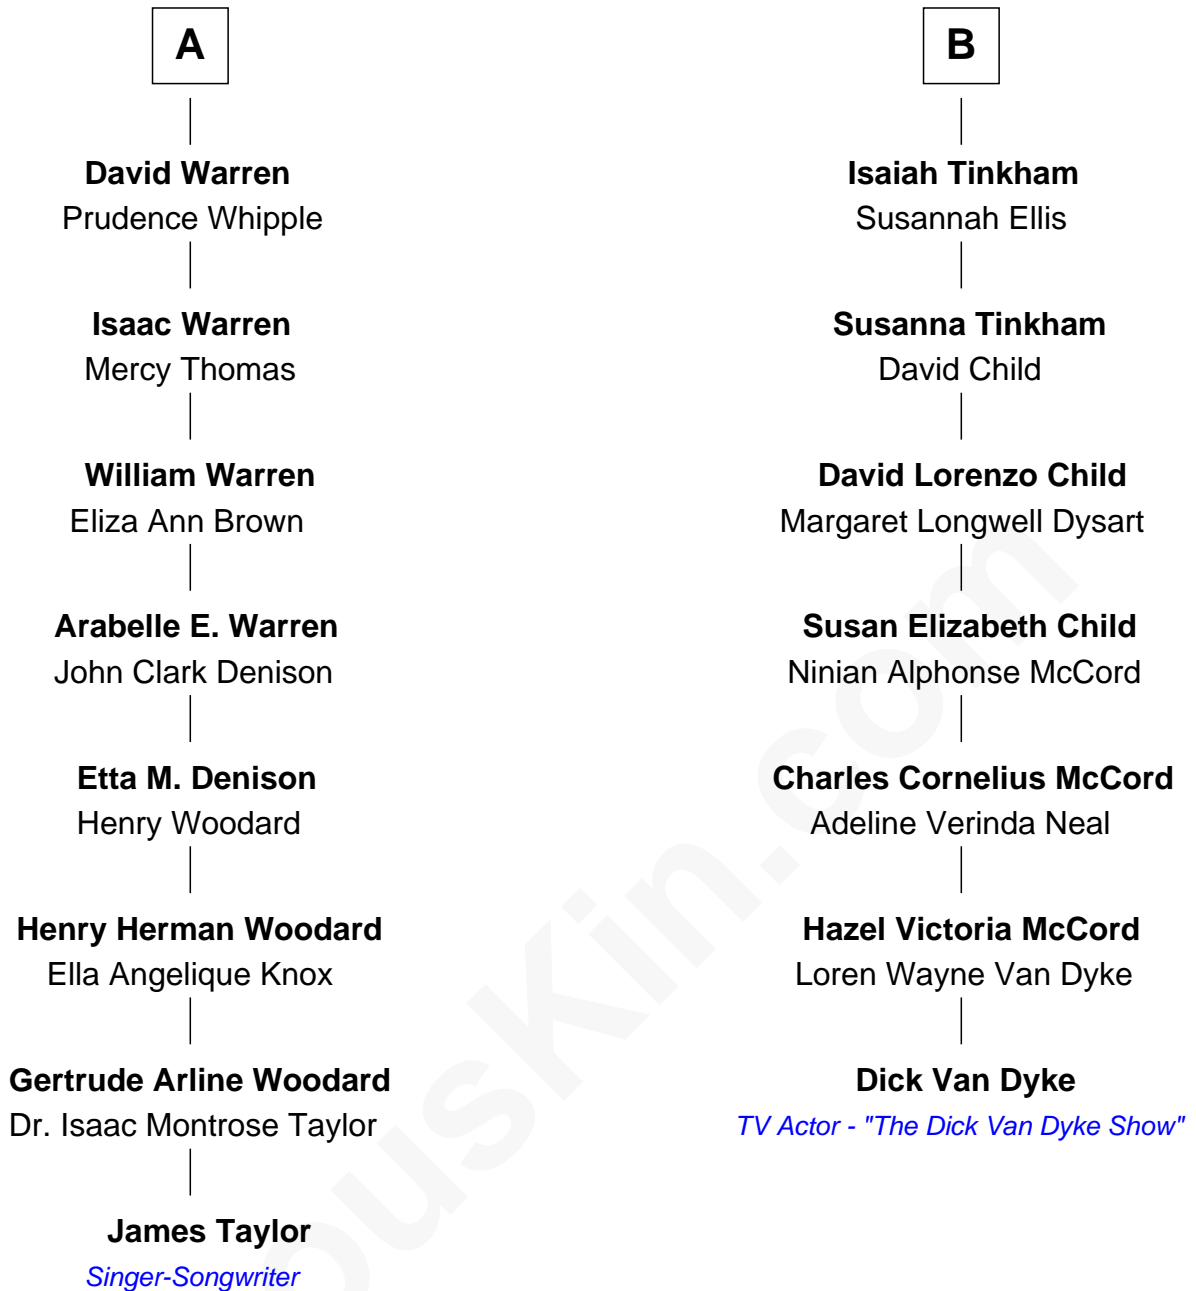 A
David Warren
Prudence Whipple
Isaac Warren
Mercy Thomas
William Warren
Eliza Ann Brown
Arabelle E. Warren
John Clark Denison
Etta M. Denison
Henry Woodard
Henry Herman Woodard
Ella Angelique Knox
Gertrude Arline Woodard
Dr. Isaac Montrose Taylor
James Taylor
Singer-Songwriter
B
Isaiah Tinkham
Susannah Ellis
Susanna Tinkham
David Child
David Lorenzo Child
Margaret Longwell Dysart
Susan Elizabeth Child
Ninian Alphonse McCord
Charles Cornelius McCord
Adeline Verinda Neal
Hazel Victoria McCord
Loren Wayne Van Dyke
Dick Van Dyke
TV Actor - "The Dick Van Dyke Show"
ousKin.com